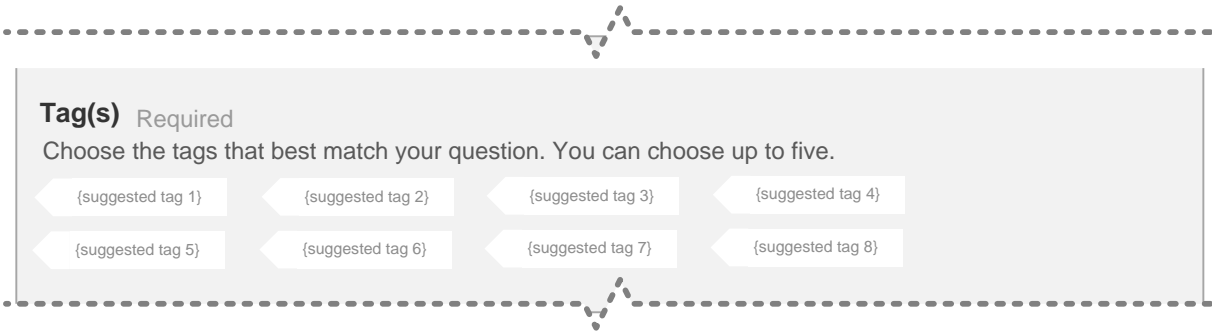 Tag(s) Required
Choose the tags that best match your question. You can choose up to five.
{suggested tag 1} {suggested tag 2} {suggested tag 3} {suggested tag 4}
{suggested tag 5} {suggested tag 6} {suggested tag 7} {suggested tag 8}